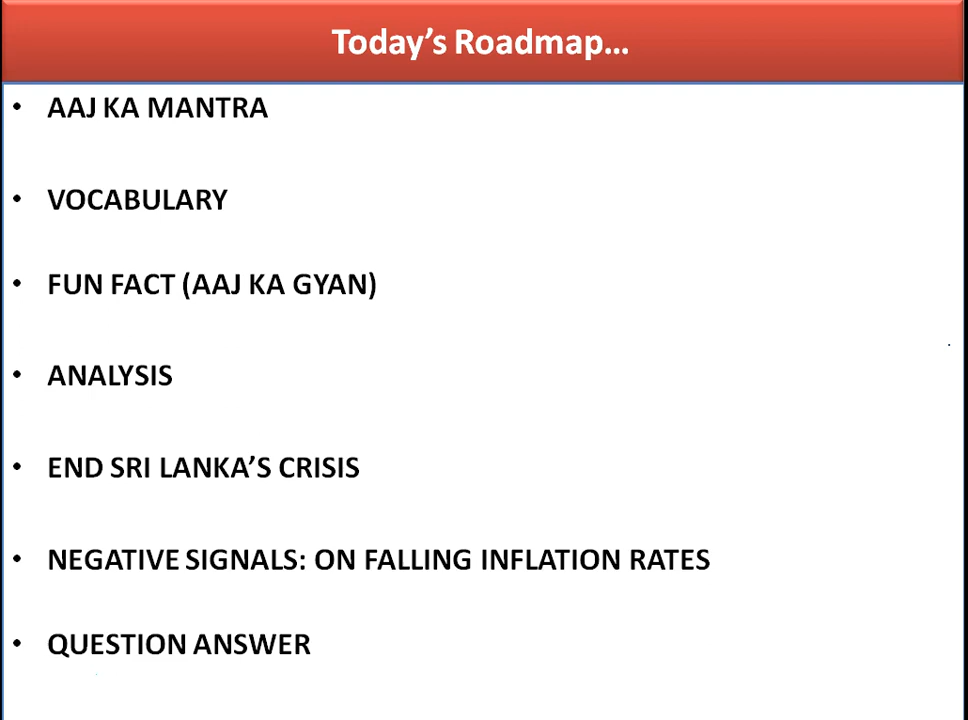 Today’s Roadmap...
• AAJ KA MANTRA
• VOCABULARY
• FUN FACT (AAJ KA GYAN)
• ANALYSIS
• END SRI LANKA’S CRISIS
• NEGATIVE SIGNALS: ON FALLING INFLATION RATES
• QUESTION ANSWER